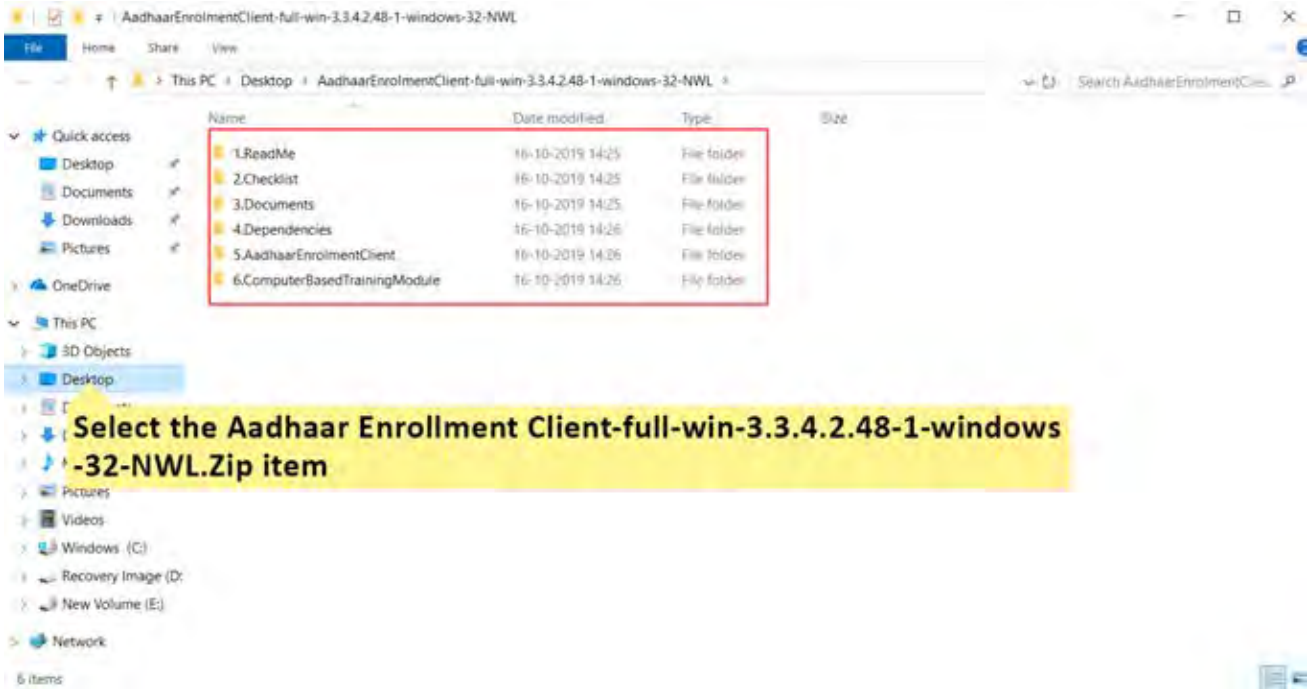 AadhaarEnrolmentClient-full-win-3.3.4.2.48-1-windows-32-NWL
File Home Share View
This PC Desktop AadhaarEnrolmentClient-full-win-3.3.4.2.48-1-windows-32-NWL
Search AadhaarEnrolmentClie...
Name Date modified Type Size
Quick access
Desktop
Documents
Downloads
Pictures
OneDrive
This PC
3D Objects
Desktop
Pictures
Videos
Windows (C:)
Recovery Image (D:
New Volume (E:)
Network
1.ReadMe 16-10-2019 14:25 File folder
2.Checklist 16-10-2019 14:25 File folder
3.Documents 16-10-2019 14:25 File folder
4.Dependencies 16-10-2019 14:26 File folder
5.AadhaarEnrolmentClient 16-10-2019 14:26 File folder
6.ComputerBasedTrainingModule 16-10-2019 14:26 File folder
Select the Aadhaar Enrollment Client-full-win-3.3.4.2.48-1-windows
-32-NWL.Zip item
6 items